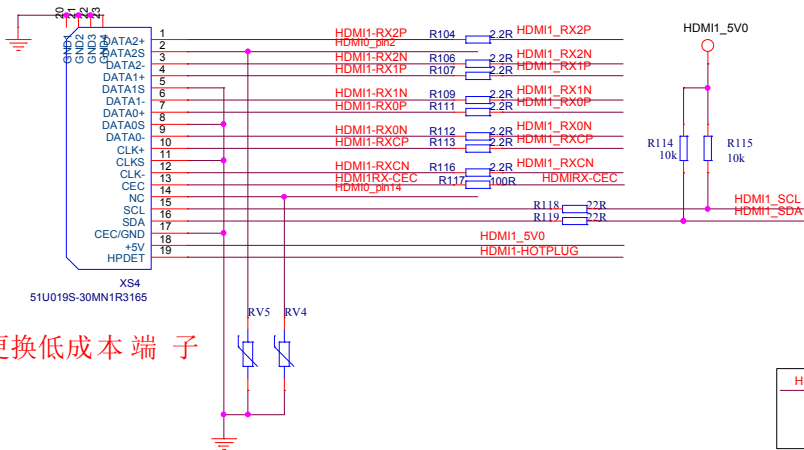 20 21 22 23
GND1 GND2 GND3 GND4
HDMI1_5V0
1 DATA2+ HDMI1-RX2P R104 2.2R HDMI1_RX2P
2 DATA2S HDMI0_pin2
3 DATA2- HDMI1-RX2N R106 2.2R HDMI1_RX2N
4 DATA1+ HDMI1-RX1P R107 2.2R HDMI1_RX1P
5 DATA1S
6 DATA1- HDMI1-RX1N R109 2.2R HDMI1_RX1N
7 DATA0+ HDMI1-RX0P R111 2.2R HDMI1_RX0P
8 DATA0S
9 DATA0- HDMI1-RX0N R112 2.2R HDMI1_RX0N
10 CLK+ HDMI1-RXCP R113 2.2R HDMI1_RXCP
R114 10k R115 10k
11 CLKS
12 CLK- HDMI1-RXCN R116 2.2R HDMI1_RXCN
13 CEC HDMI1RX-CEC R117 100R HDMIRX-CEC
14 NC HDMI0_pin14
15 SCL R118 22R HDMI1_SCL
16 SDA R119 22R HDMI1_SDA
17 CEC/GND
18 +5V HDMI1_5V0
19 HPDET HDMI1-HOTPLUG
XS4
51U019S-30MN1R3165
RV5 RV4
更换低成本 端 子
H